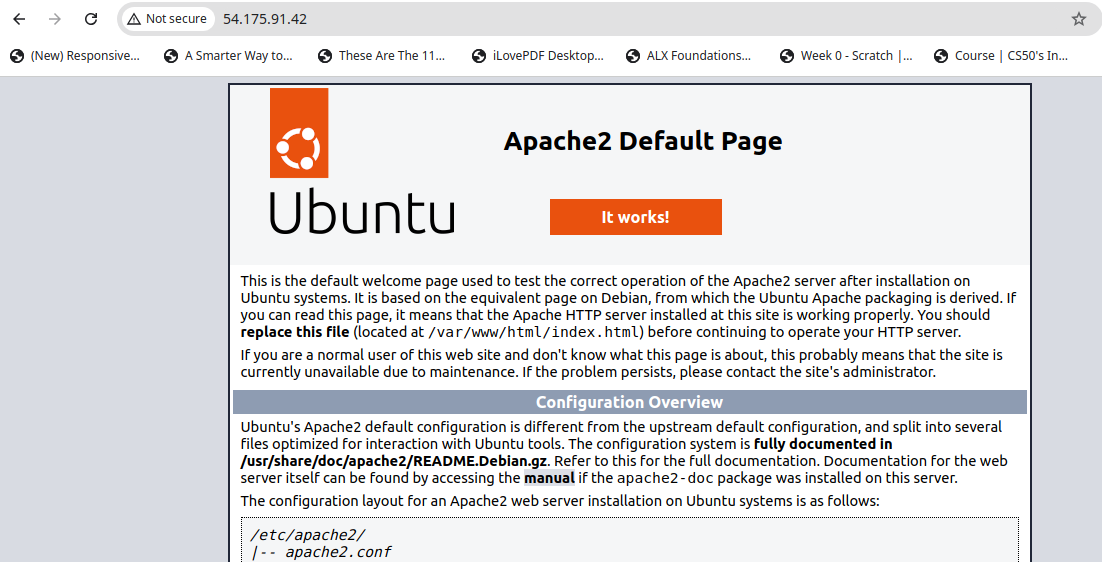 Not secure 54.175.91.42
(New) Responsive... A Smarter Way to... These Are The 11... iLovePDF Desktop... ALX Foundations... Week 0 - Scratch |... Course | CS50's In...
Apache2 Default Page
Ubuntu
It works!
This is the default welcome page used to test the correct operation of the Apache2 server after installation on
Ubuntu systems. It is based on the equivalent page on Debian, from which the Ubuntu Apache packaging is derived. If
you can read this page, it means that the Apache HTTP server installed at this site is working properly. You should
replace this file (located at /var/www/html/index.html) before continuing to operate your HTTP server.
If you are a normal user of this web site and don't know what this page is about, this probably means that the site is
currently unavailable due to maintenance. If the problem persists, please contact the site's administrator.
Configuration Overview
Ubuntu's Apache2 default configuration is different from the upstream default configuration, and split into several
files optimized for interaction with Ubuntu tools. The configuration system is fully documented in
/usr/share/doc/apache2/README.Debian.gz. Refer to this for the full documentation. Documentation for the web
server itself can be found by accessing the manual if the apache2-doc package was installed on this server.
The configuration layout for an Apache2 web server installation on Ubuntu systems is as follows:
/etc/apache2/
|-- apache2.conf